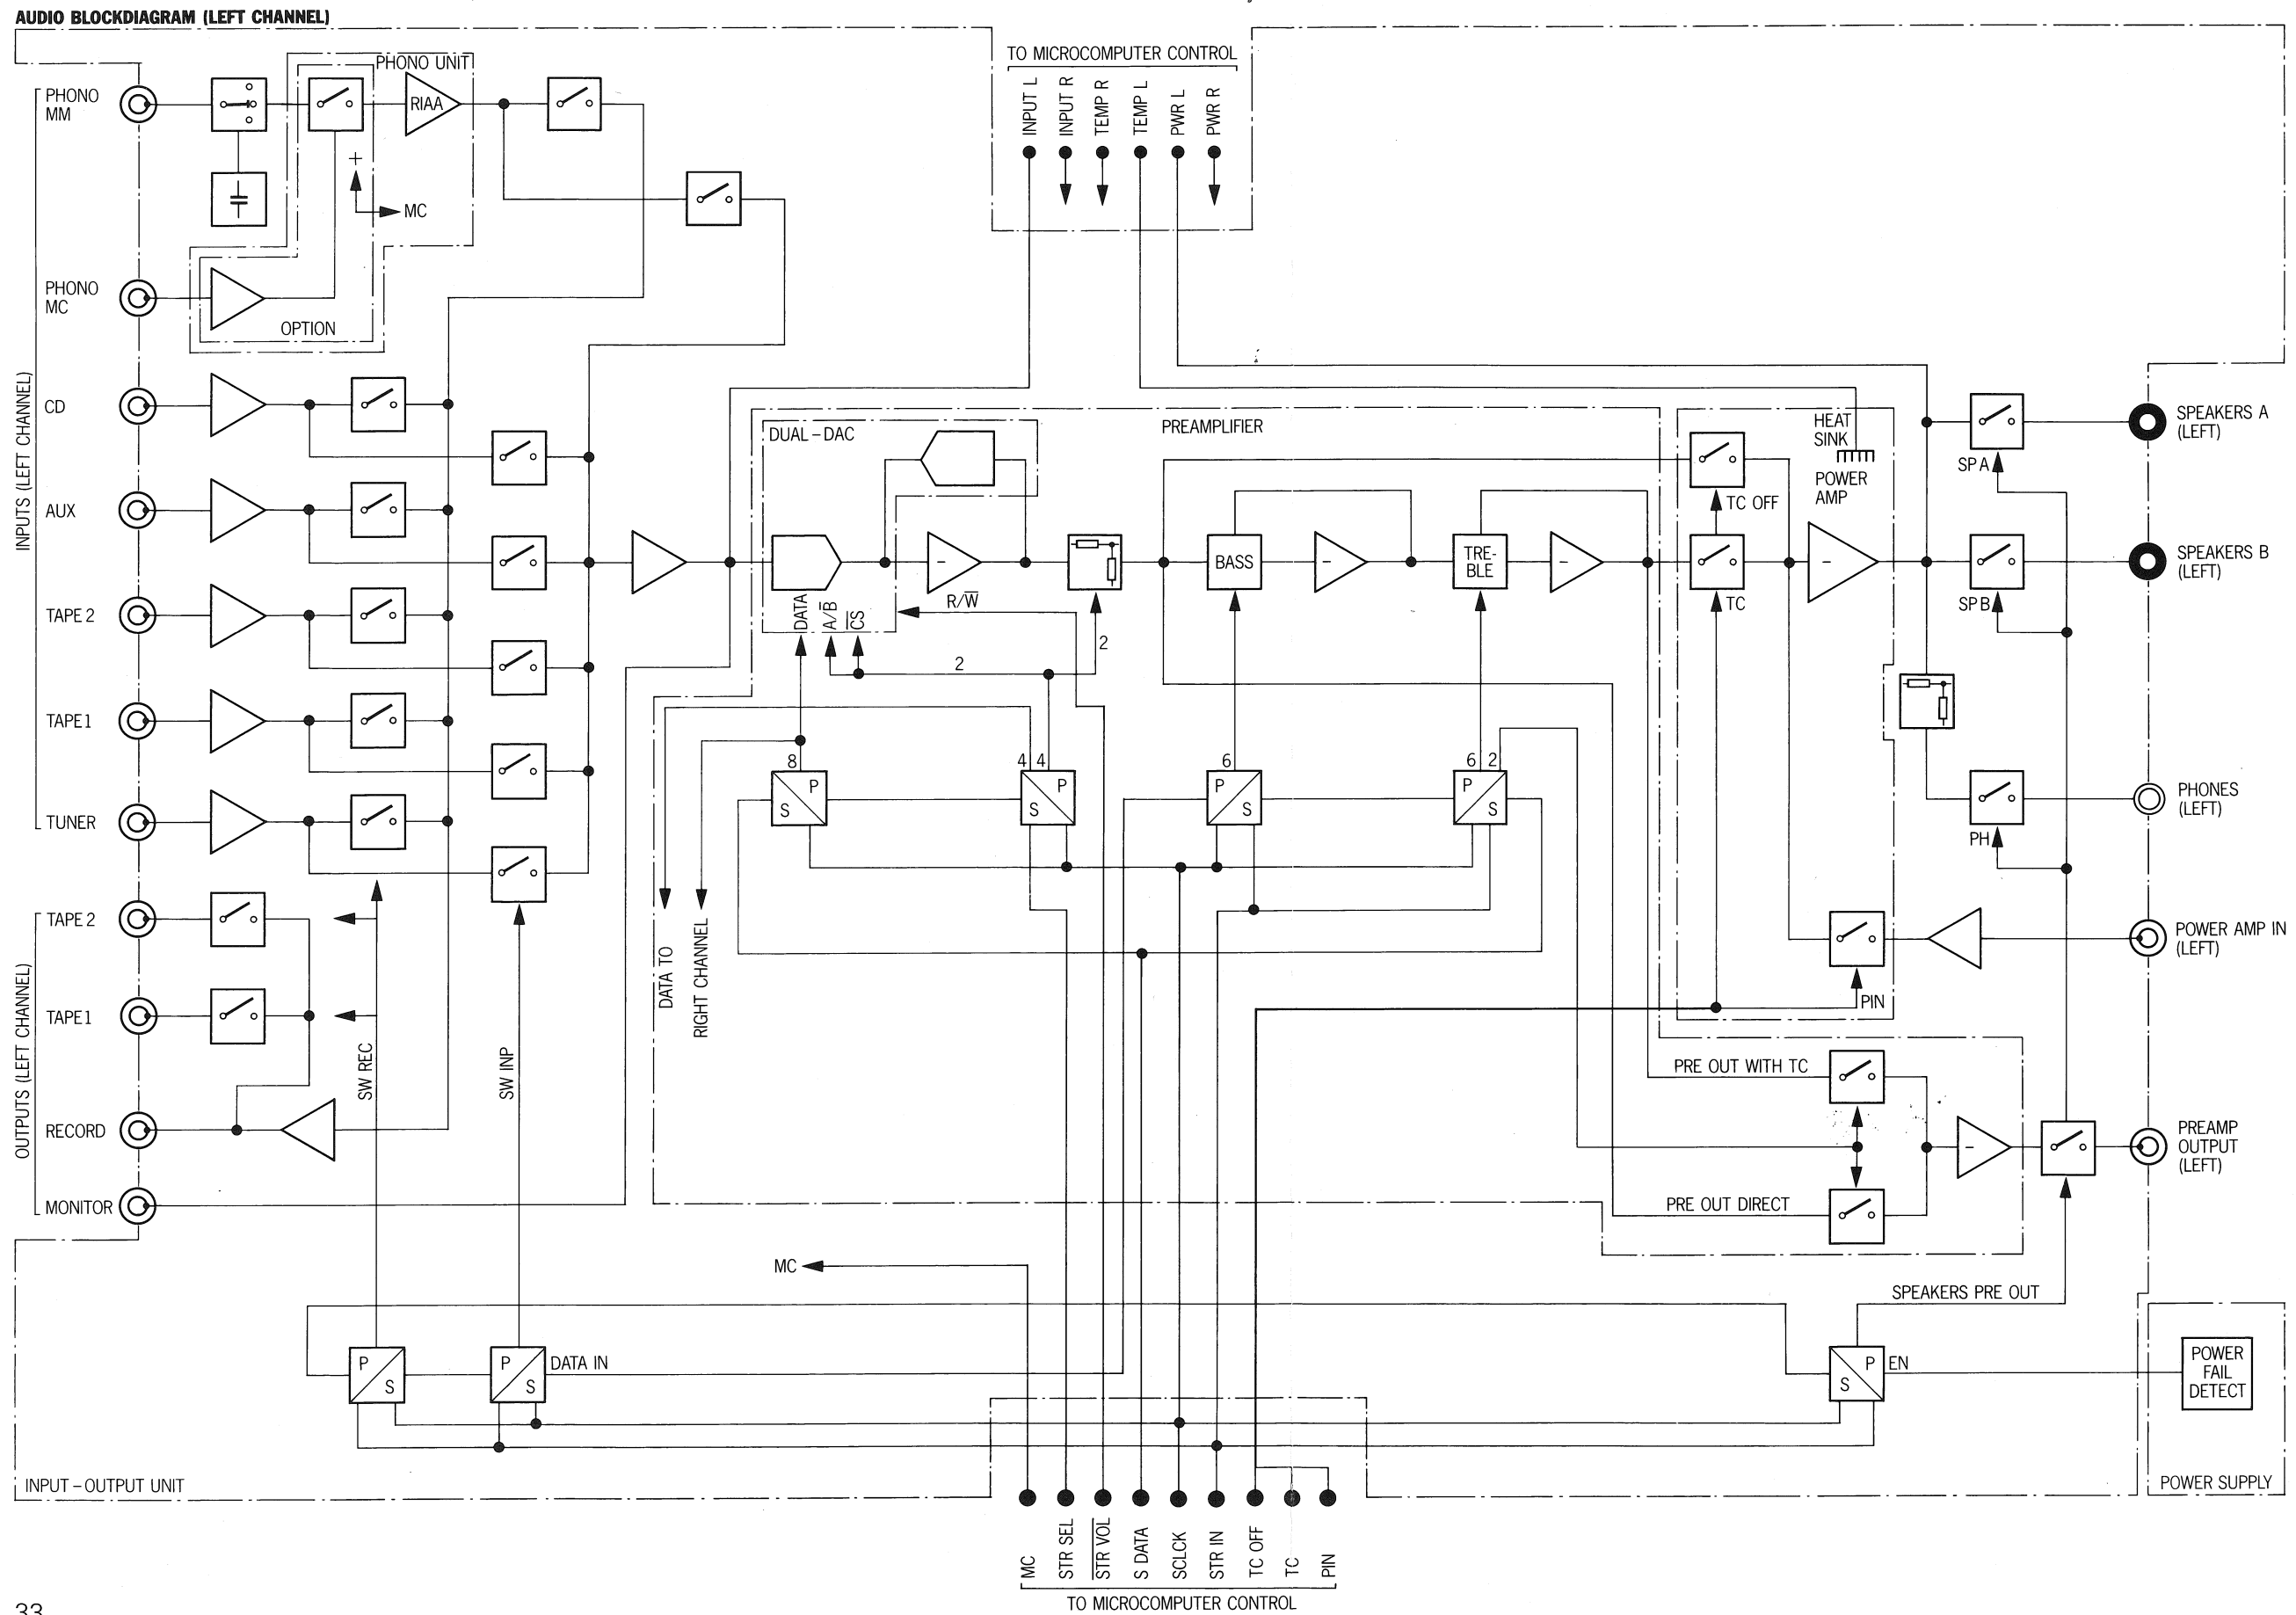 AUDIO BLOCKDIAGRAM (LEFT CHANNEL)
TO MICROCOMPUTER CONTROL
INPUT L
INPUT R
TEMP R
TEMP L
PWR L
PWR R
INPUTS (LEFT CHANNEL)
PHONO
MM
PHONO UNIT
RIAA
+
MC
PHONO
MC
OPTION
CD
AUX
TAPE 2
TAPE 1
TUNER
OUTPUTS (LEFT CHANNEL)
TAPE 2
TAPE 1
RECORD
MONITOR
SW REC
SW INP
DUAL-DAC
PREAMPLIFIER
DATA
A/B̅
C̅S̅
R/W̅
2
2
BASS
TRE-
BLE
-
-
-
TC OFF
TC
HEAT
SINK
POWER
AMP
-
SP A
SPEAKERS A
(LEFT)
SP B
SPEAKERS B
(LEFT)
PH
PHONES
(LEFT)
POWER AMP IN
(LEFT)
PIN
8
P
S
4 4
P
S
6
P
S
6 2
P
S
DATA TO
RIGHT CHANNEL
PRE OUT WITH TC
PRE OUT DIRECT
-
PREAMP
OUTPUT
(LEFT)
MC
SPEAKERS PRE OUT
P
S
P
S
DATA IN
P
S
EN
POWER
FAIL
DETECT
INPUT-OUTPUT UNIT
POWER SUPPLY
MC
STR SEL
S̅T̅R̅ V̅O̅L̅
S DATA
SCLCK
STR IN
TC OFF
TC
PIN
TO MICROCOMPUTER CONTROL
33